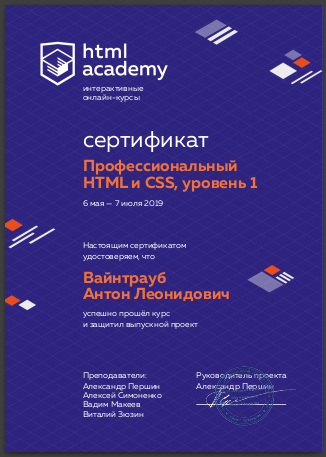 html
academy
интерактивные
онлайн-курсы
сертификат
Профессиональный
HTML и CSS, уровень 1
6 мая — 7 июля 2019
Настоящим сертификатом
удостоверяем, что
Вайнтрауб
Антон Леонидович
успешно прошёл курс
и защитил выпускной проект
Преподаватели:
Александр Першин
Алексей Симоненко
Вадим Макеев
Виталий Зюзин
Руководитель проекта
Александр Першин